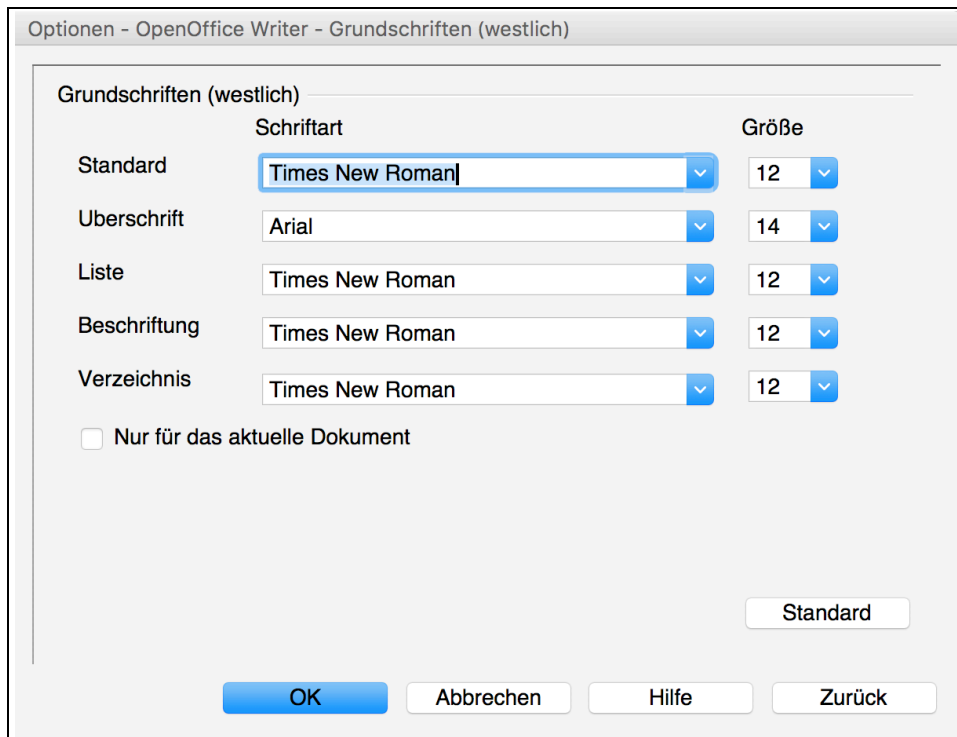 Optionen - OpenOffice Writer - Grundschriften (westlich)
Grundschriften (westlich)
Schriftart Größe
Standard Times New Roman 12
Uberschrift Arial 14
Liste Times New Roman 12
Beschriftung Times New Roman 12
Verzeichnis Times New Roman 12
Nur für das aktuelle Dokument
Standard
OK Abbrechen Hilfe Zurück